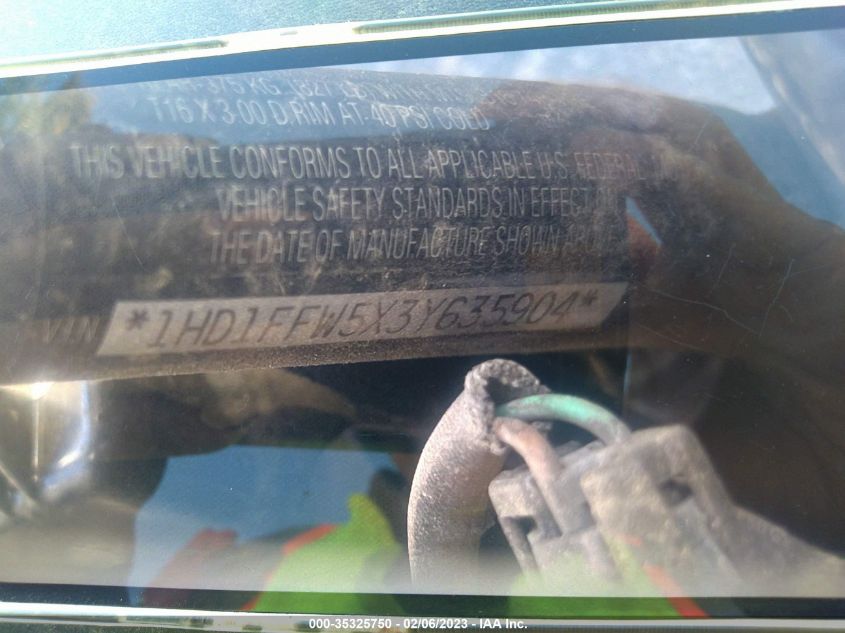 T16 X 3.00 D RIM AT 40 PSI COLD
THIS VEHICLE CONFORMS TO ALL APPLICABLE U.S. FEDERAL
VEHICLE SAFETY STANDARDS IN EFFECT ON
THE DATE OF MANUFACTURE SHOWN ABOVE
VIN *1HD1FFW5X3Y635904*
000-35325750 - 02/06/2023 - IAA Inc.